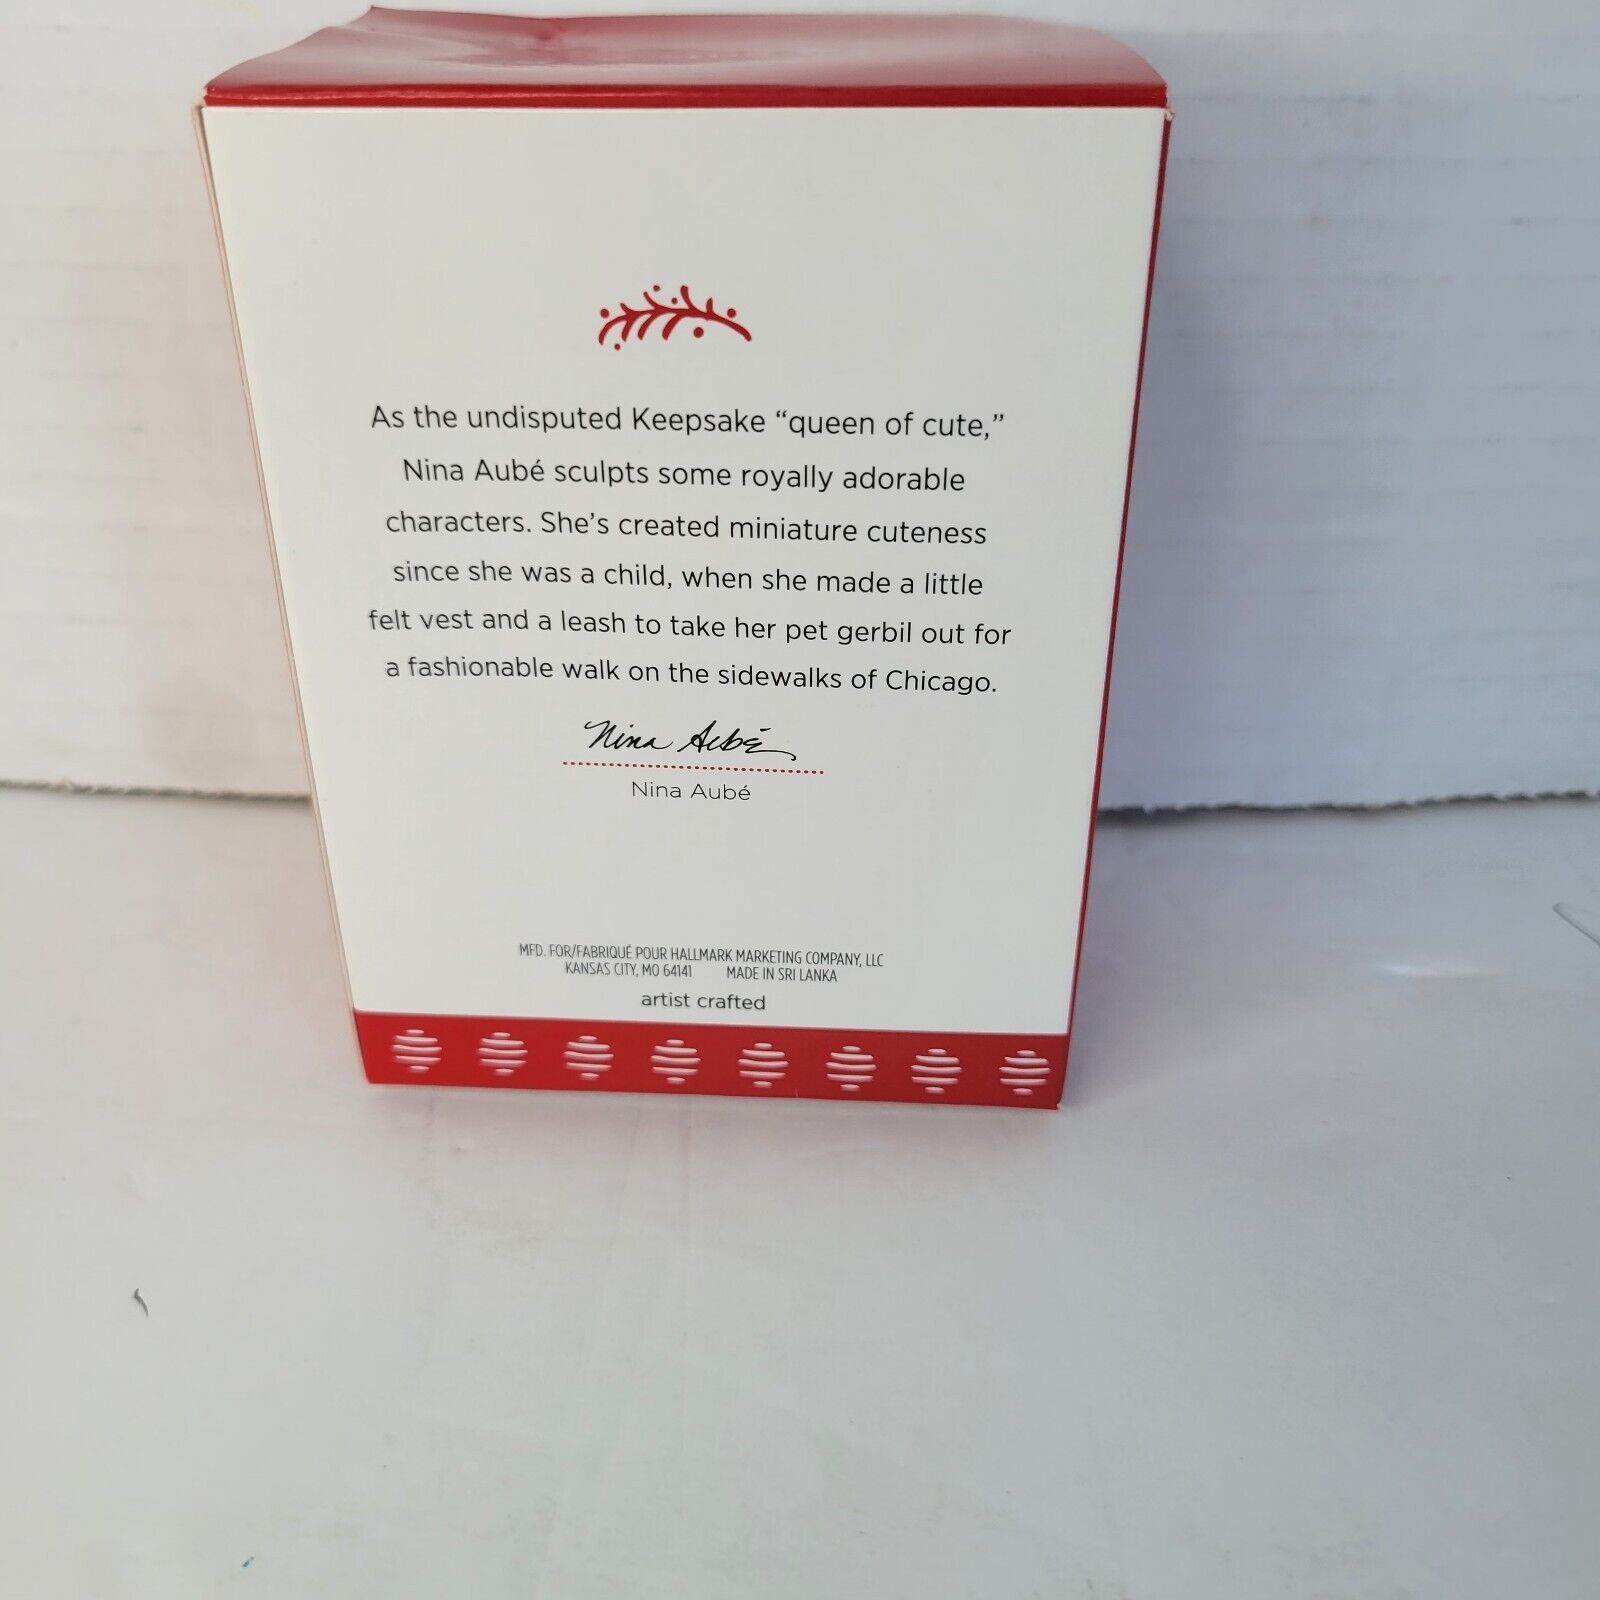 As the undisputed Keepsake “queen of cute,”
Nina Aubé sculpts some royally adorable
characters. She’s created miniature cuteness
since she was a child, when she made a little
felt vest and a leash to take her pet gerbil out for
a fashionable walk on the sidewalks of Chicago.
Nina Aubé
Nina Aubé
MFD. FOR/FABRIQUÉ POUR HALLMARK MARKETING COMPANY, LLC
KANSAS CITY, MO 64141 MADE IN SRI LANKA
artist crafted